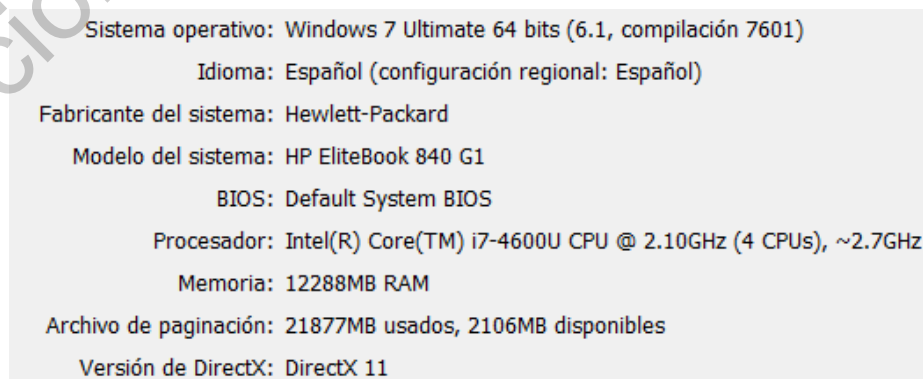 Sistema operativo: Windows 7 Ultimate 64 bits (6.1, compilación 7601)
Idioma: Español (configuración regional: Español)
Fabricante del sistema: Hewlett-Packard
Modelo del sistema: HP EliteBook 840 G1
BIOS: Default System BIOS
Procesador: Intel(R) Core(TM) i7-4600U CPU @ 2.10GHz (4 CPUs), ~2.7GHz
Memoria: 12288MB RAM
Archivo de paginación: 21877MB usados, 2106MB disponibles
Versión de DirectX: DirectX 11